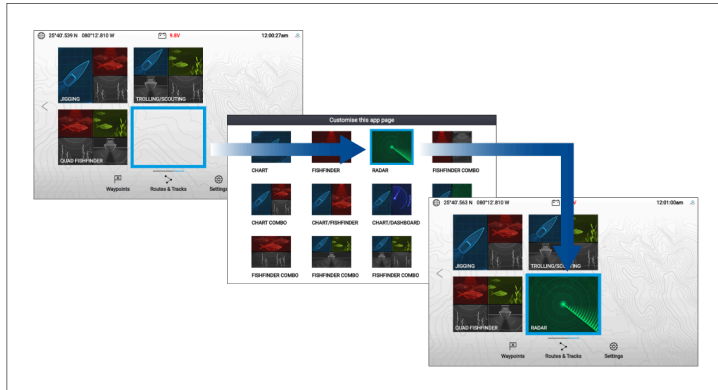 25°40'.539 N 080°12'.810 W 9.8V 12:00:27am
JIGGING TROLLING/SCOUTING
QUAD FISHFINDER
Waypoints Routes & Tracks Settings
Customise this app page
CHART FISHFINDER RADAR FISHFINDER COMBO
CHART COMBO CHART/FISHFINDER CHART/DASHBOARD
FISHFINDER COMBO FISHFINDER COMBO FISHFINDER COMBO
25°40'.563 N 080°12'.810 W 12:01:00am
JIGGING TROLLING/SCOUTING
QUAD FISHFINDER RADAR
Waypoints Routes & Tracks Settings